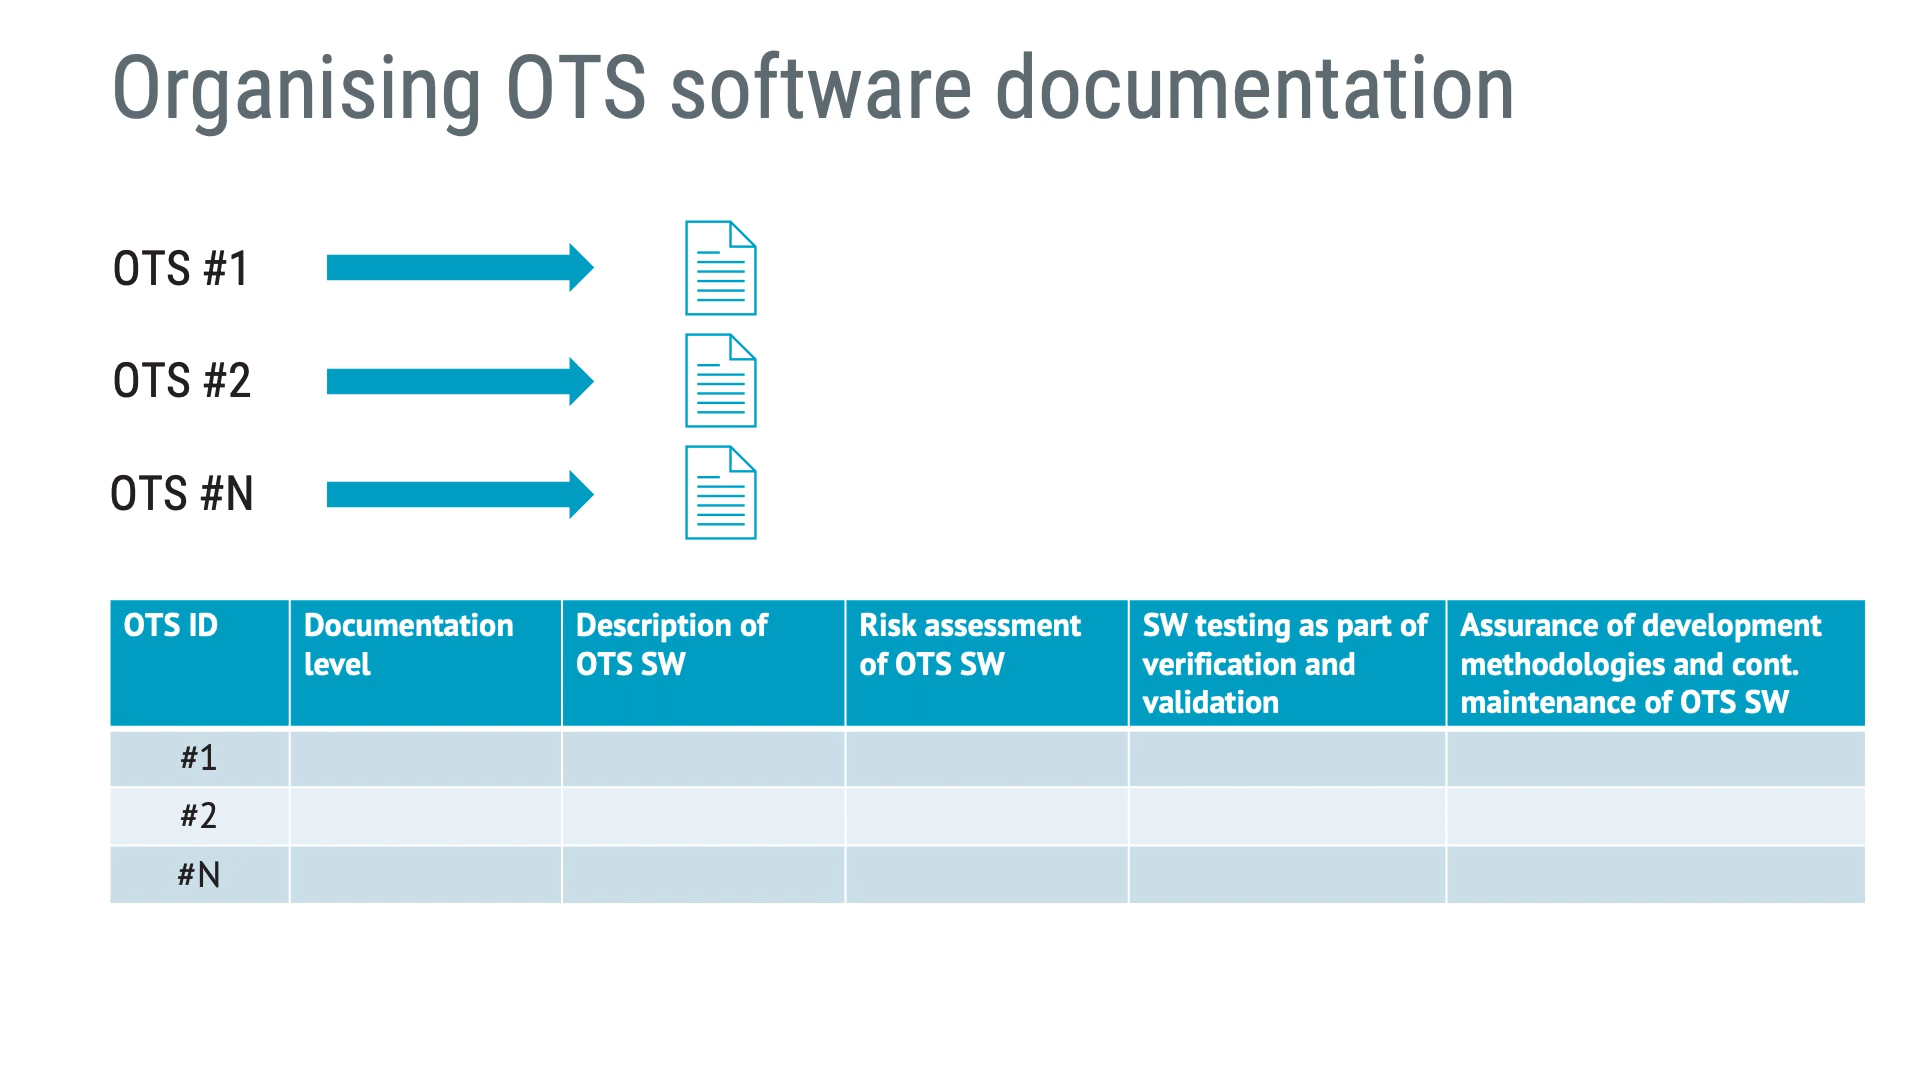 Organising OTS software documentation
OTS #1
OTS #2
OTS #N
OTS ID
Documentation
level
Description of
OTS SW
Risk assessment
of OTS SW
SW testing as part of
verification and
validation
Assurance of development
methodologies and cont.
maintenance of OTS SW
#1
#2
#N